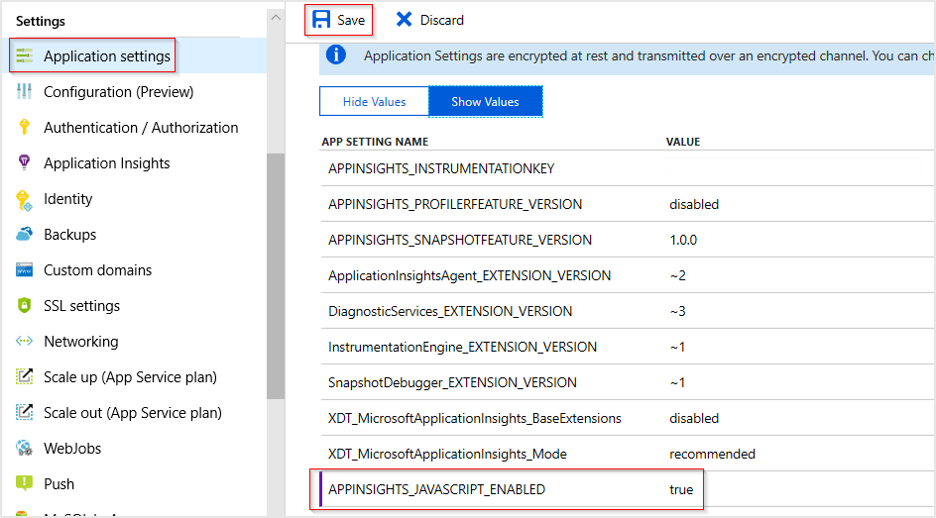 Settings
Application settings
Configuration (Preview)
Authentication / Authorization
Application Insights
Identity
Backups
Custom domains
SSL settings
Networking
Scale up (App Service plan)
Scale out (App Service plan)
WebJobs
Push
Save Discard
Application Settings are encrypted at rest and transmitted over an encrypted channel. You can
Hide Values Show Values
APP SETTING NAME VALUE
APPINSIGHTS_INSTRUMENTATIONKEY
APPINSIGHTS_PROFILERFEATURE_VERSION disabled
APPINSIGHTS_SNAPSHOTFEATURE_VERSION 1.0.0
ApplicationInsightsAgent_EXTENSION_VERSION ~2
DiagnosticServices_EXTENSION_VERSION ~3
InstrumentationEngine_EXTENSION_VERSION ~1
SnapshotDebugger_EXTENSION_VERSION ~1
XDT_MicrosoftApplicationInsights_BaseExtensions disabled
XDT_MicrosoftApplicationInsights_Mode recommended
APPINSIGHTS_JAVASCRIPT_ENABLED true